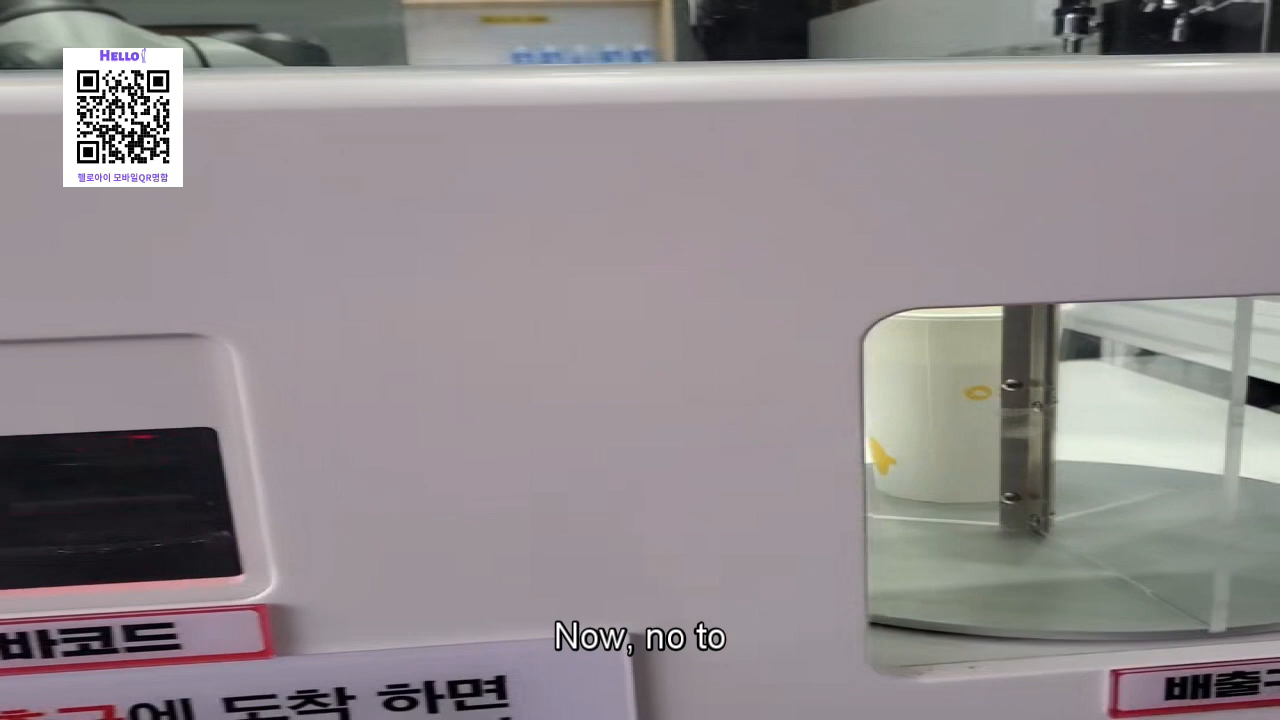 HELLO
헬로아이 모바일QR명함
바코드
에 도착 하면
배출구
Now, no to